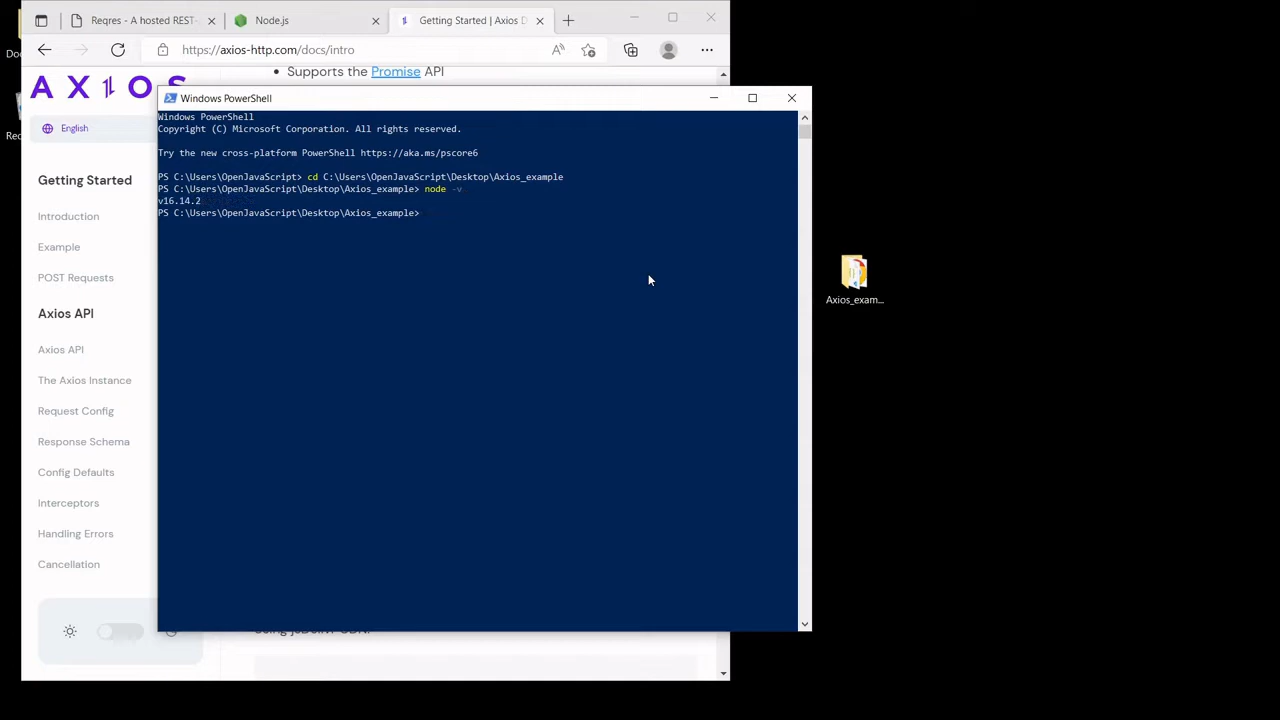 Reqres - A hosted REST-
Node.js
Getting Started | Axios D
https://axios-http.com/docs/intro
Supports the Promise API
AXIOS
English
Getting Started
Introduction
Example
POST Requests
Axios API
Axios API
The Axios Instance
Request Config
Response Schema
Config Defaults
Interceptors
Handling Errors
Cancellation
Windows PowerShell
Windows PowerShell
Copyright (C) Microsoft Corporation. All rights reserved.
Try the new cross-platform PowerShell https://aka.ms/pscore6
PS C:\Users\OpenJavaScript> cd C:\Users\OpenJavaScript\Desktop\Axios_example
PS C:\Users\OpenJavaScript\Desktop\Axios_example> node -v
v16.14.2
PS C:\Users\OpenJavaScript\Desktop\Axios_example>
Axios_exam...